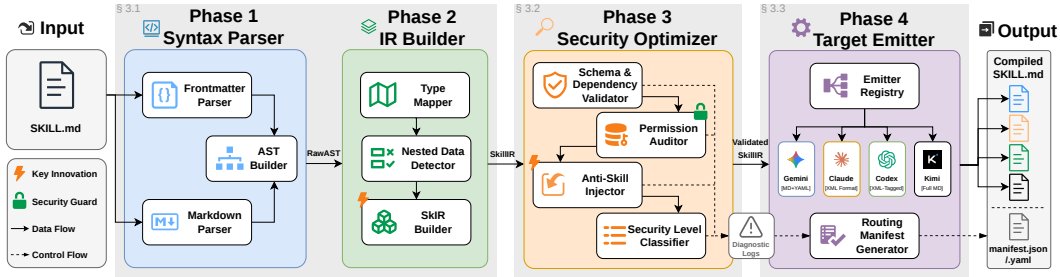 Input
SKILL.md
Key Innovation
Security Guard
Data Flow
Control Flow
§ 3.1
Phase 1
Syntax Parser
Frontmatter
Parser
AST
Builder
Markdown
Parser
RawAST
Phase 2
IR Builder
Type
Mapper
Nested Data
Detector
SkIR
Builder
SkillIR
§ 3.2
Phase 3
Security Optimizer
Schema &
Dependency
Validator
Permission
Auditor
Anti-Skill
Injector
Security Level
Classifier
Validated
SkillIR
Diagnostic
Logs
§ 3.3
Phase 4
Target Emitter
Emitter
Registry
Gemini
[MD+YAML]
Claude
[XML Format]
Codex
[XML-Tagged]
Kimi
[Full MD]
Routing
Manifest
Generator
Output
Compiled
SKILL.md
manifest.json
/.yaml